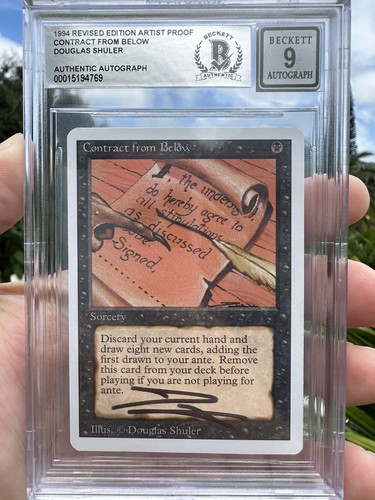 1994 REVISED EDITION ARTIST PROOF
CONTRACT FROM BELOW
DOUGLAS SHULER
AUTHENTIC AUTOGRAPH
00015194769
BECKETT
B
AUTHENTIC
BECKETT
9
AUTOGRAPH
Contract from Below
I, the undersigned
do hereby agree to
all stipulations
as discussed
Signed,
Sorcery
Discard your current hand and
draw eight new cards, adding the
first drawn to your ante. Remove
this card from your deck before
playing if you are not playing for
ante.
Illus. © Douglas Shuler